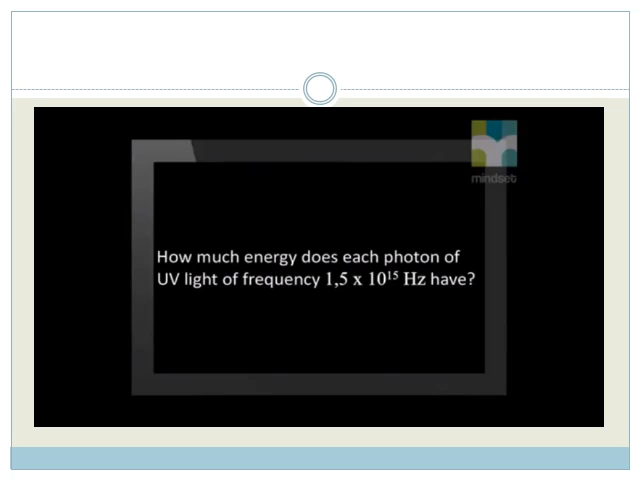 mindset
How much energy does each photon of
UV light of frequency 1,5 x 10¹⁵ Hz have?